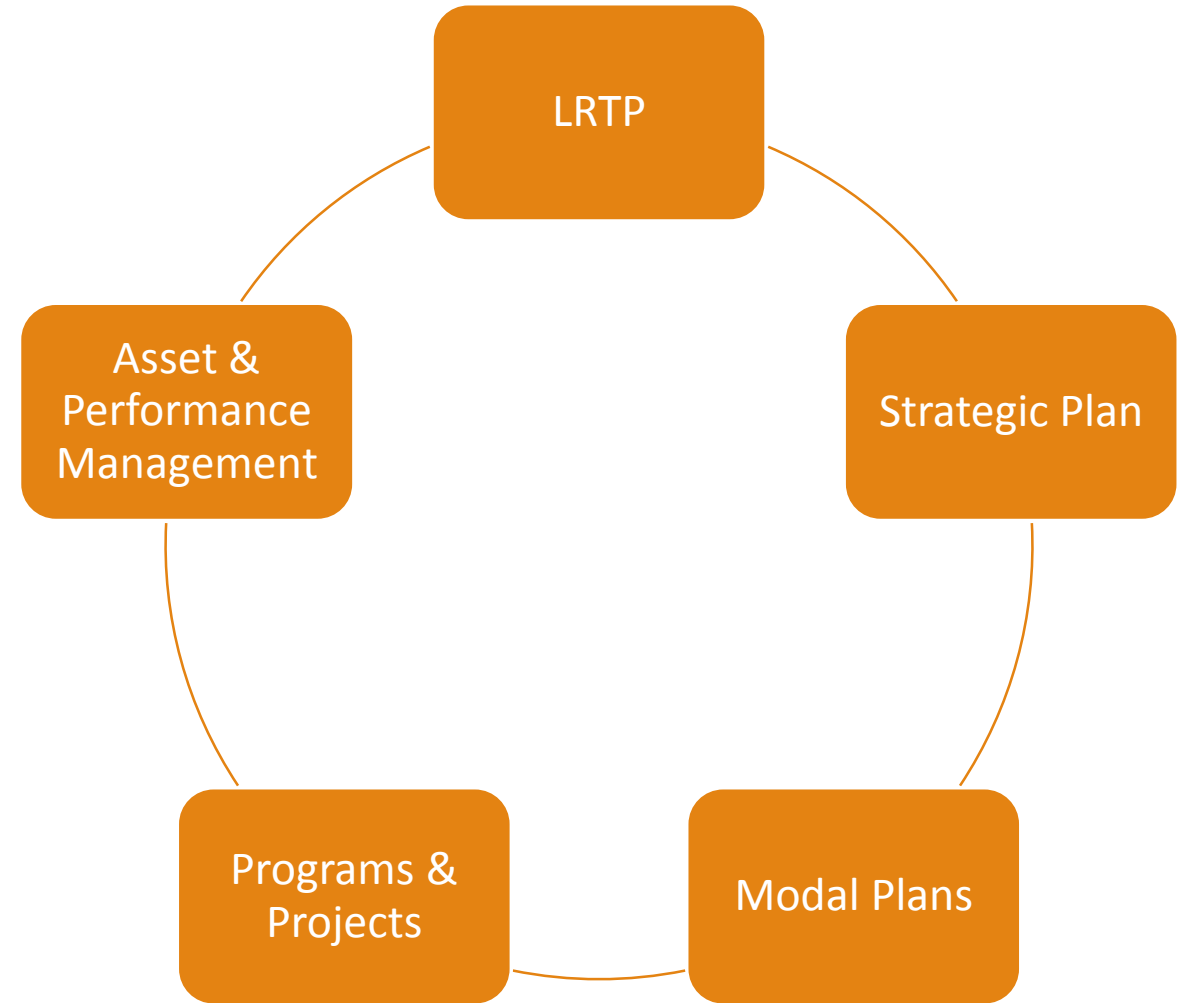 LRTP
Strategic Plan
Modal Plans
Programs &
Projects
Asset &
Performance
Management